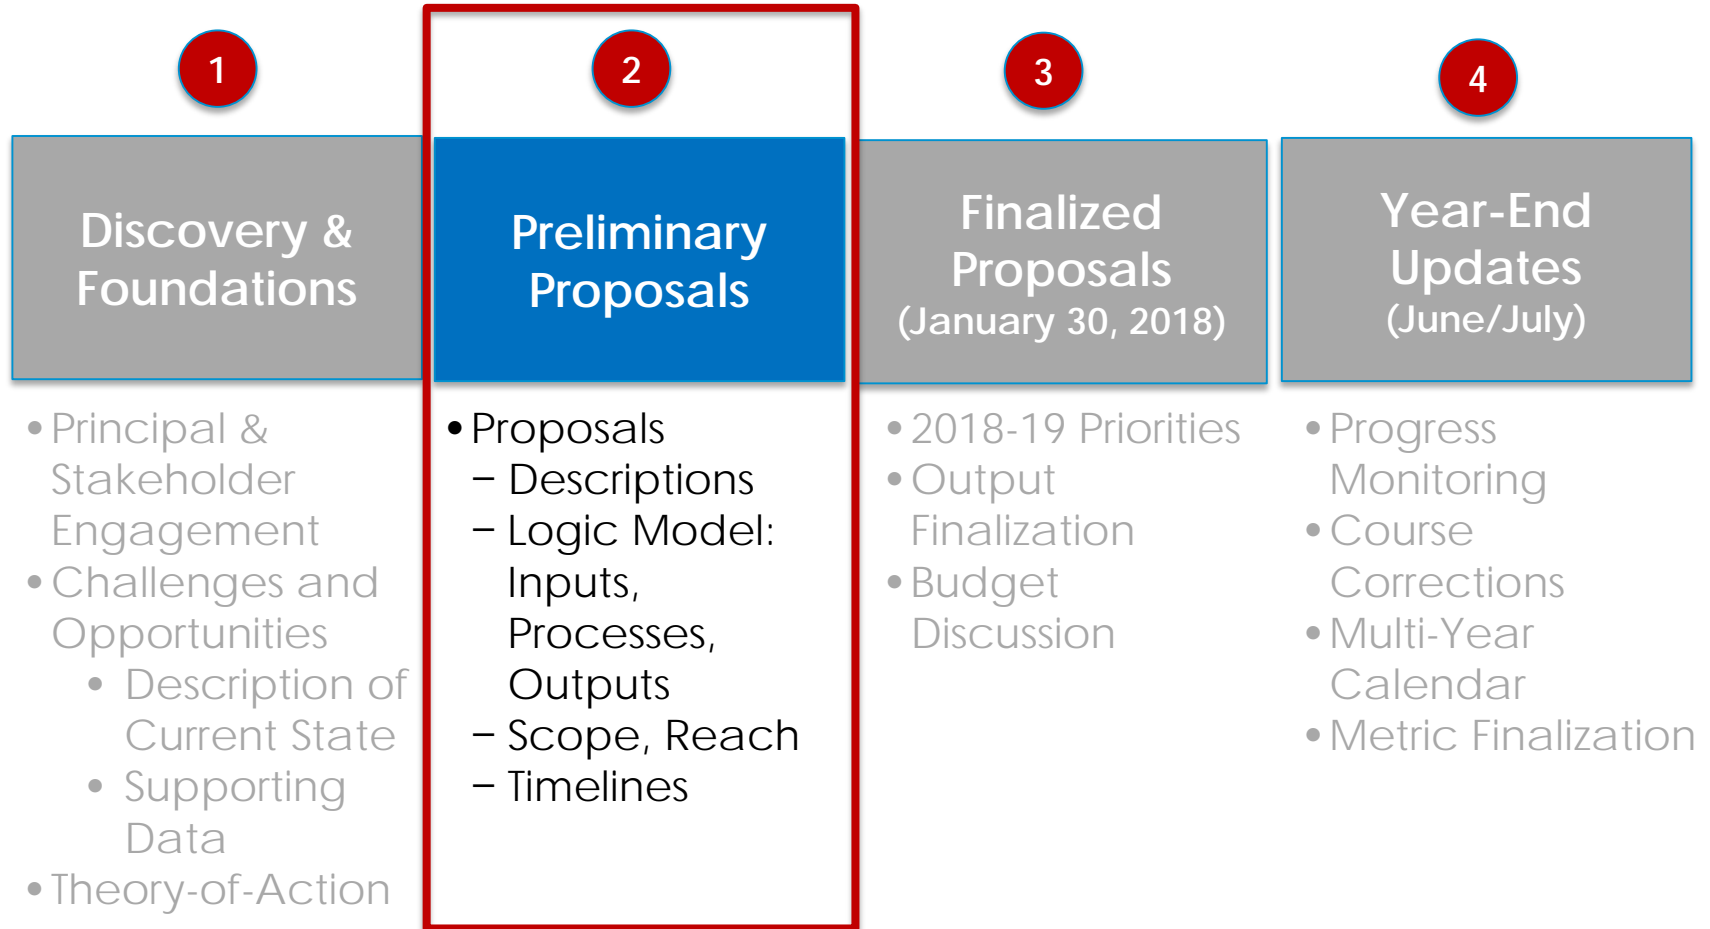 1
Discovery &
Foundations
• Principal &
Stakeholder
Engagement
• Challenges and
Opportunities
• Description of
Current State
• Supporting
Data
• Theory-of-Action
2
Preliminary
Proposals
• Proposals
– Descriptions
– Logic Model:
Inputs,
Processes,
Outputs
– Scope, Reach
– Timelines
3
Finalized
Proposals
(January 30, 2018)
• 2018-19 Priorities
• Output
Finalization
• Budget
Discussion
4
Year-End
Updates
(June/July)
• Progress
Monitoring
• Course
Corrections
• Multi-Year
Calendar
• Metric Finalization